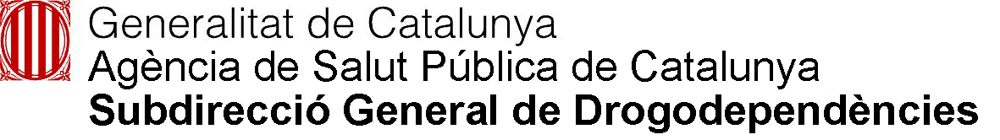 Generalitat de Catalunya
Agència de Salut Pública de Catalunya
Subdirecció General de Drogodependències